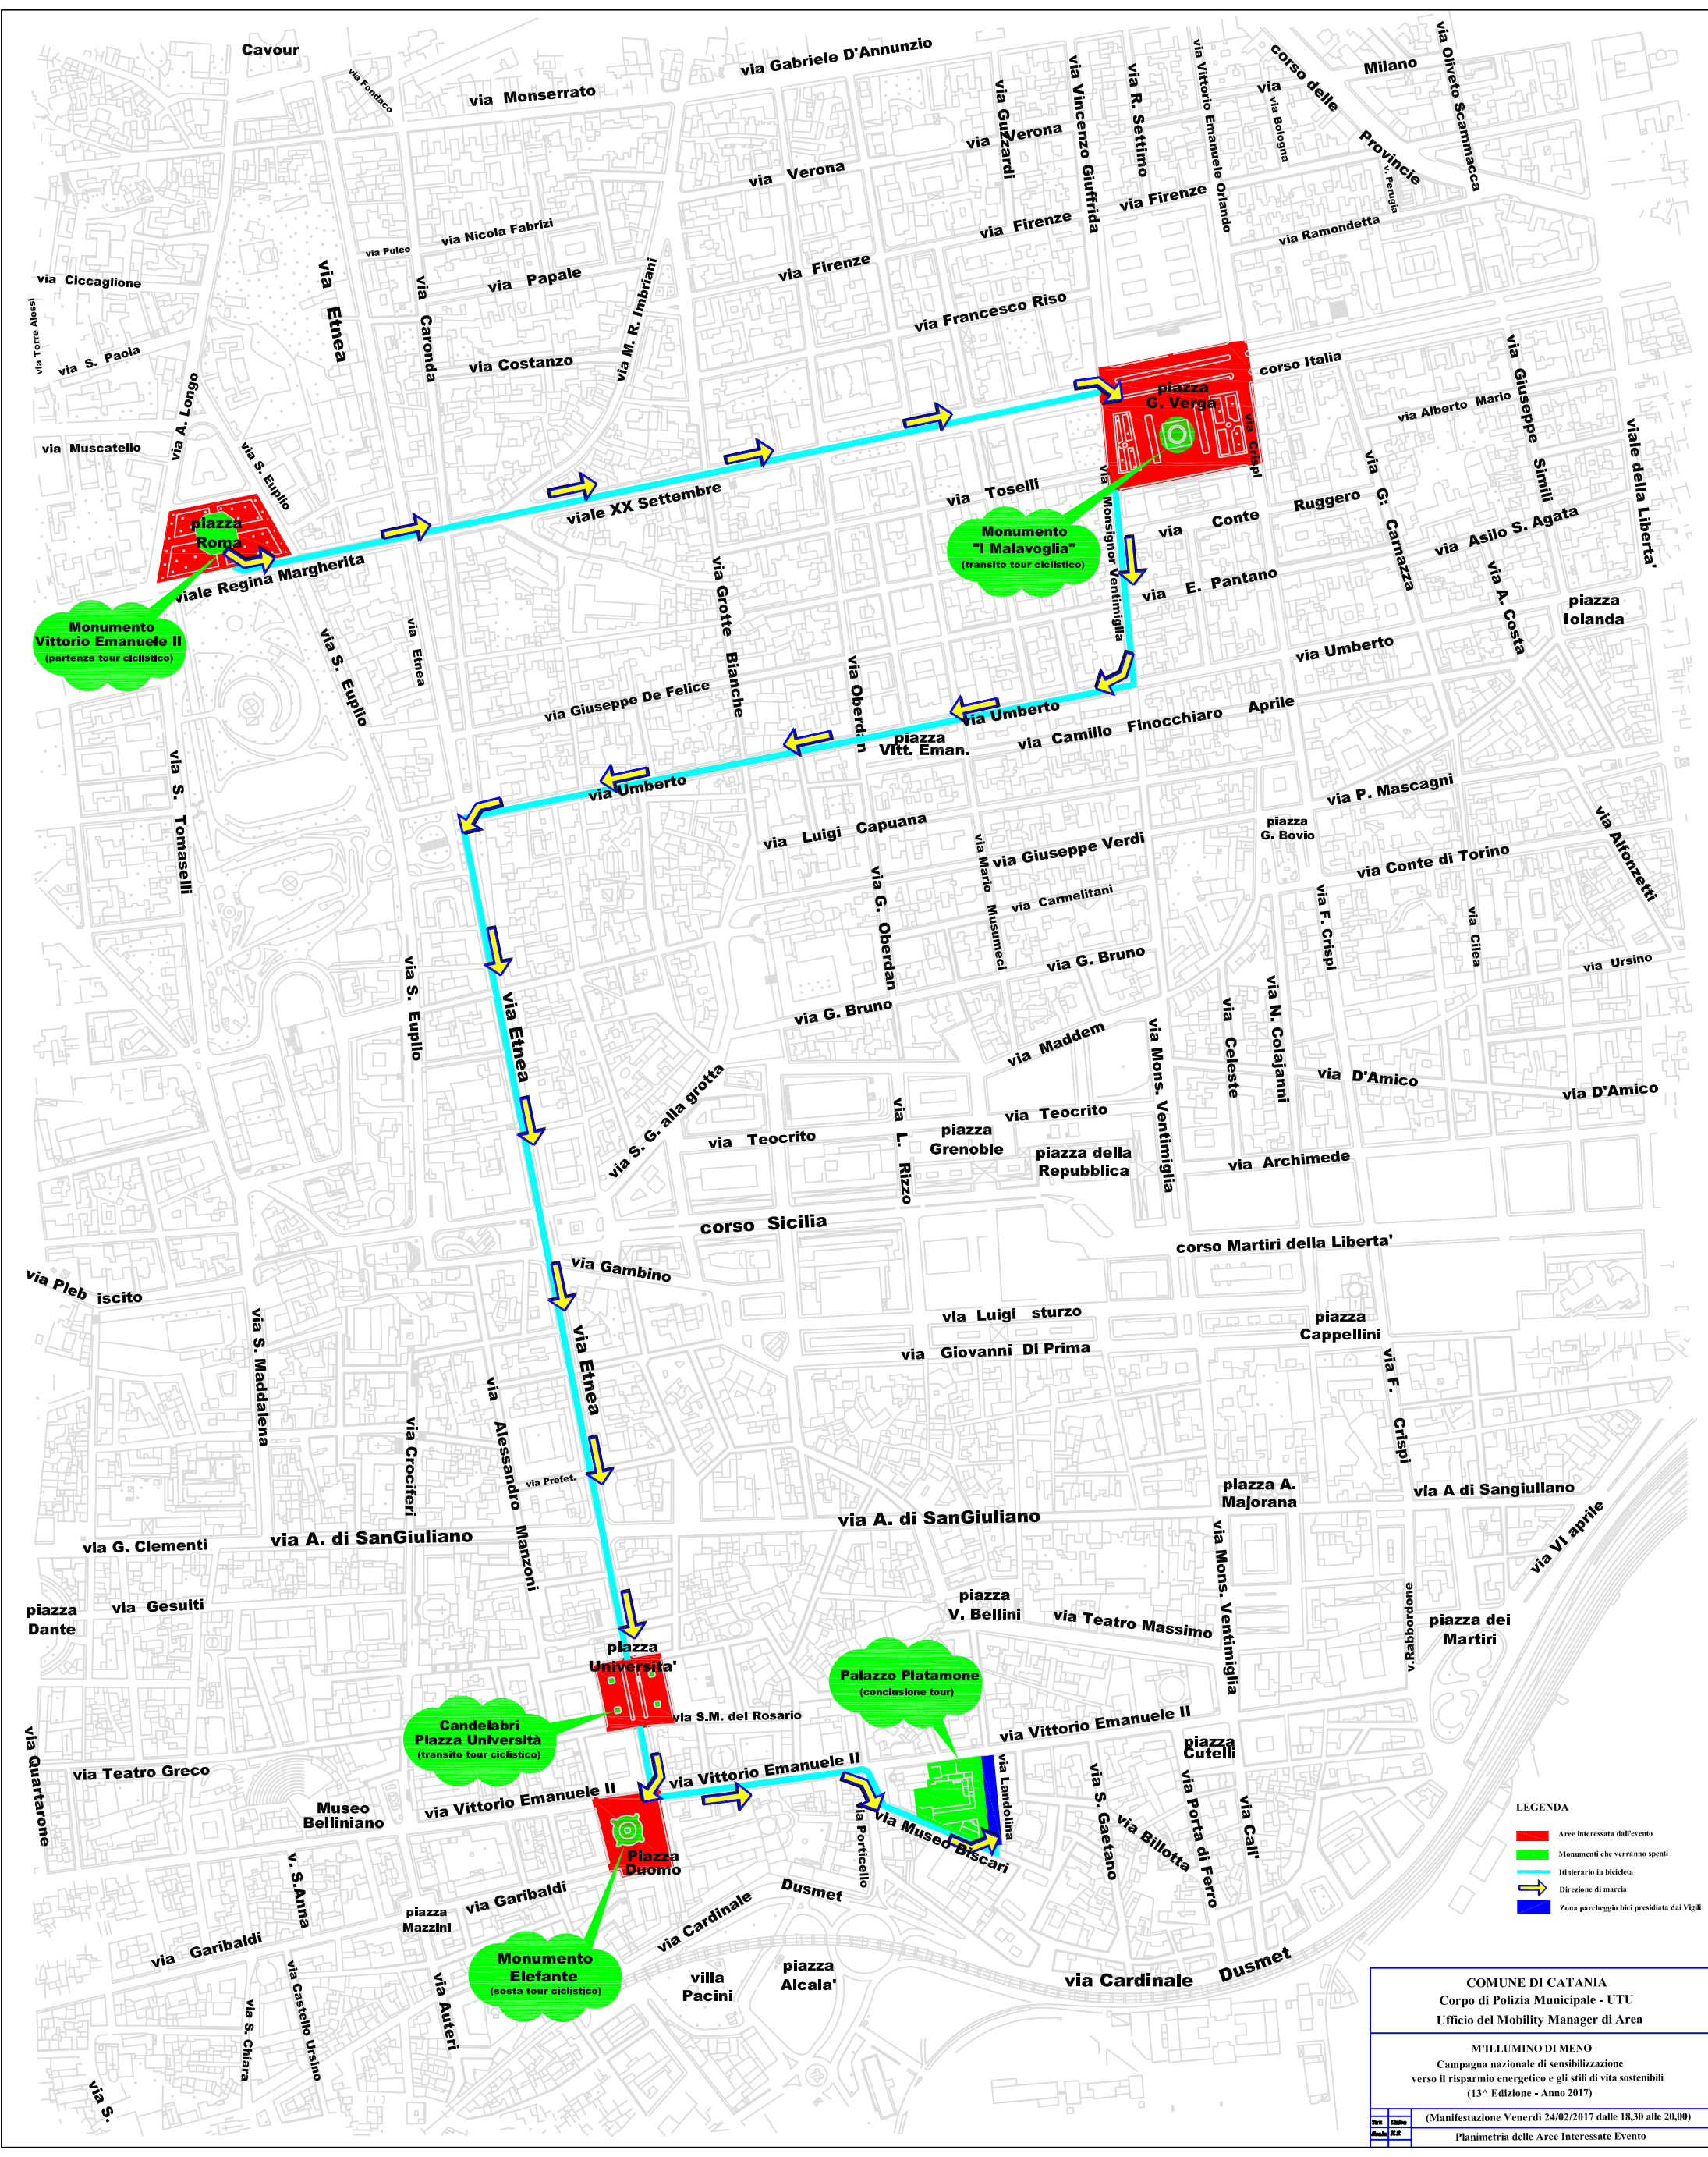 Cavour
via Fondaco
via Monserrato
via Gabriele D'Annunzio
via Guzzardi
via Vincenzo Giuffrida
via R. Settimo
via Vittorio Emanuele Orlando
via
via Bologna
corso delle
Provincie
Milano
via Oliveto Scammacca
via Verona
via Verona
v. Perugia
via Firenze
via Firenze
via Firenze
via Ramondetta
via Nicola Fabrizi
via Puleo
via Papale
via Ciccaglione
via Torre Alessi
via S. Paola
via A. Longo
via Etnea
via Caronda
via Costanzo
via M. R. Imbriani
via Francesco Riso
corso Italia
piazza
G. Verga
via Crispi
via Alberto Mario
via Giuseppe Simili
viale della Liberta'
via Muscatello
via S. Euplio
piazza
Roma
viale Regina Margherita
viale XX Settembre
via Toselli
Monumento
"I Malavoglia"
(transito tour ciclistico)
via Monsignor Ventimiglia
via Conte Ruggero
via G. Carnazza
via Asilo S. Agata
via E. Pantano
via A. Costa
piazza
Iolanda
Monumento
Vittorio Emanuele II
(partenza tour ciclistico)
via S. Euplio
via Etnea
via Grotte Bianche
via Giuseppe De Felice
via Oberdan
via Umberto
via Umberto
piazza
Vitt. Eman.
via Camillo Finocchiaro Aprile
via Umberto
via S. Tomaselli
via Luigi Capuana
via Mario Musumeci
via Giuseppe Verdi
via P. Mascagni
piazza
G. Bovio
via Conte di Torino
via Alfonzetti
via G. Oberdan
via Carmelitani
via F. Crispi
via Cilea
via Ursino
via S. Euplio
via Etnea
via G. Bruno
via G. Bruno
via Maddem
via Mons. Ventimiglia
via Celeste
via N. Colajanni
via D'Amico
via D'Amico
via S. G. alla grotta
via Teocrito
via L. Rizzo
via Teocrito
piazza
Grenoble
piazza della
Repubblica
via Archimede
corso Sicilia
corso Martiri della Liberta'
via Gambino
via Pleb iscito
via S. Maddalena
via Etnea
via Luigi sturzo
via Giovanni Di Prima
piazza
Cappellini
via F. Crispi
via Crociferi
via Alessandro Manzoni
via Prefet.
piazza A.
Majorana
via A di Sangiuliano
via VI aprile
via G. Clementi
via A. di SanGiuliano
via A. di SanGiuliano
via Mons. Ventimiglia
piazza
Dante
via Gesuiti
piazza
V. Bellini
via Teatro Massimo
v.Rabbordone
piazza dei
Martiri
piazza
Universita'
Palazzo Platamone
(conclusione tour)
Candelabri
Piazza Università
(transito tour ciclistico)
via S.M. del Rosario
via Vittorio Emanuele II
piazza
Cutelli
via Quartarone
via Teatro Greco
via Vittorio Emanuele II
via Vittorio Emanuele II
Museo
Belliniano
via Porticello
via Museo Biscari
via Landolina
via S. Gaetano
via Billotta
via Porta di Ferro
via Cali'
Piazza
Duomo
v. S.Anna
via Garibaldi
piazza
Mazzini
via Garibaldi
via Cardinale
Dusmet
Monumento
Elefante
(sosta tour ciclistico)
villa
Pacini
piazza
Alcala'
via Cardinale Dusmet
via Castello Ursino
via S. Chiara
via Auteri
via S.
LEGENDA
Aree interessata dall'evento
Monumenti che verranno spenti
Itinierario in bicicleta
Direzione di marcia
Zona parcheggio bici presidiata dai Vigili
COMUNE DI CATANIA
Corpo di Polizia Municipale - UTU
Ufficio del Mobility Manager di Area
M'ILLUMINO DI MENO
Campagna nazionale di sensibilizzazione
verso il risparmio energetico e gli stili di vita sostenibili
(13^ Edizione - Anno 2017)
(Manifestazione Venerdì 24/02/2017 dalle 18,30 alle 20,00)
Planimetria delle Aree Interessate Evento